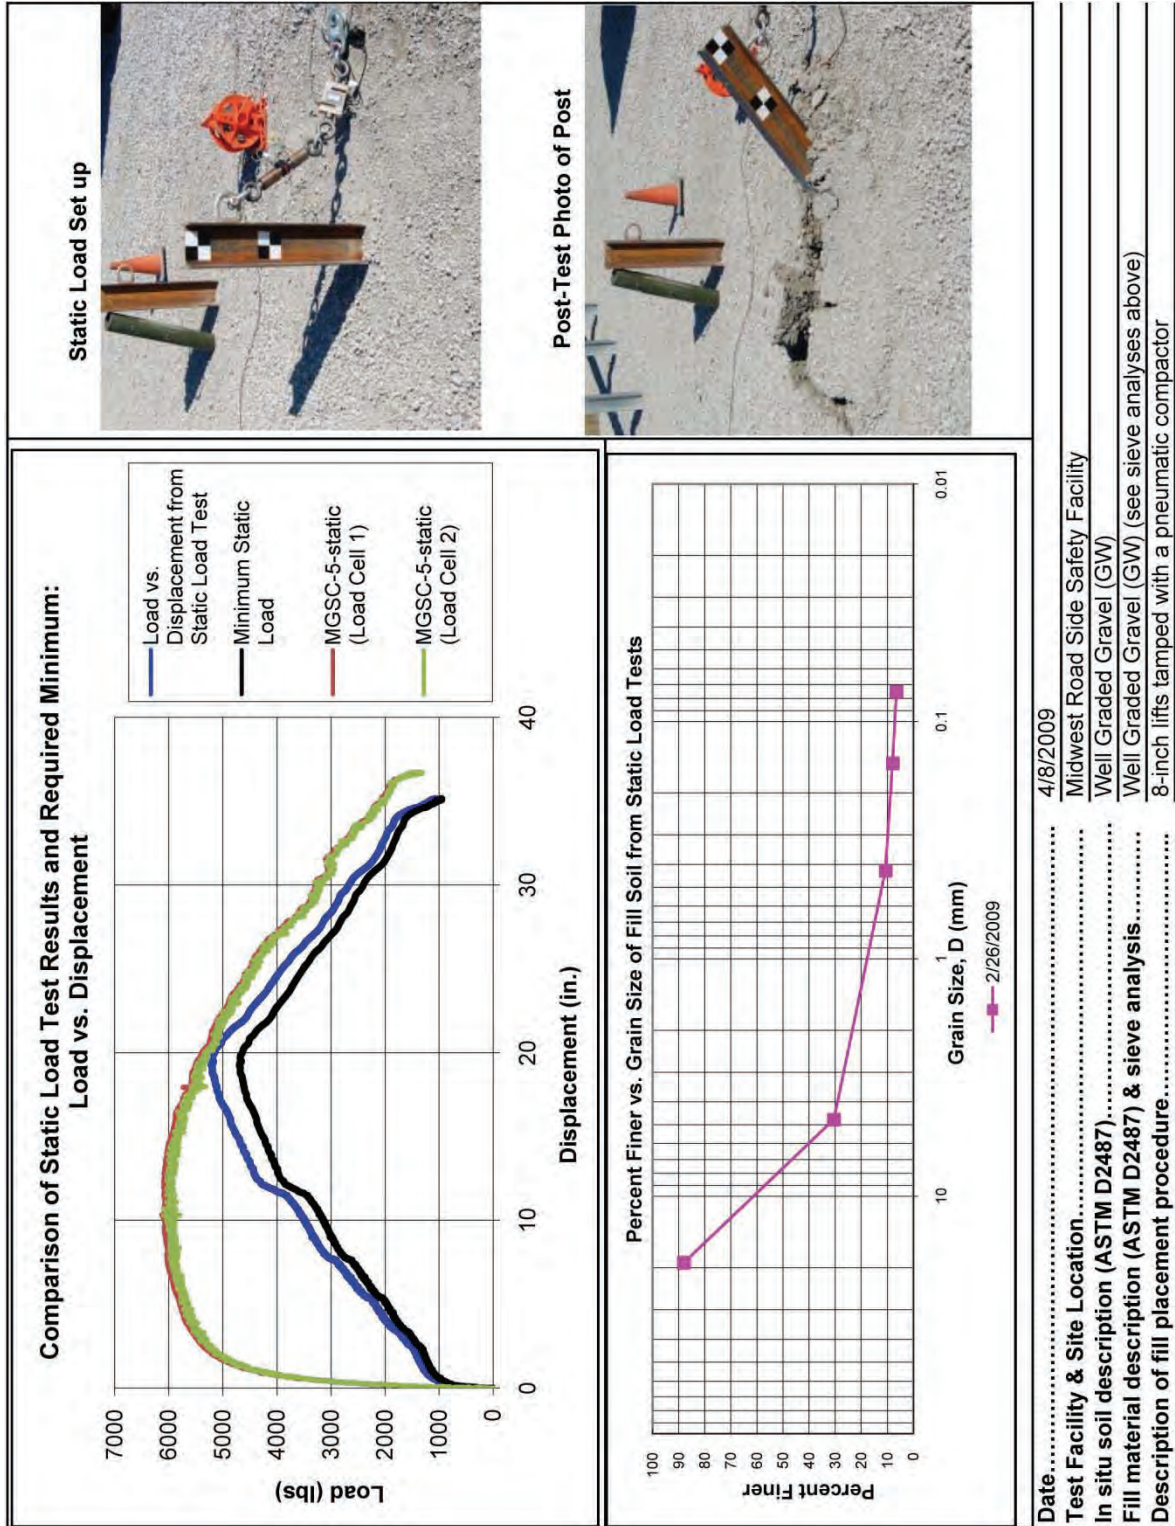 Comparison of Static Load Test Results and Required Minimum:
Load vs. Displacement
7000
6000
5000
4000
3000
2000
1000
0
Load (lbs)
0
10
20
30
40
Displacement (in.)
Load vs.
Displacement from
Static Load Test
Minimum Static
Load
MGSC-5-static
(Load Cell 1)
MGSC-5-static
(Load Cell 2)
Static Load Set up
Percent Finer vs. Grain Size of Fill Soil from Static Load Tests
100
90
80
70
60
50
40
30
20
10
0
Percent Finer
10
1
0.1
0.01
Grain Size, D (mm)
2/26/2009
Post-Test Photo of Post
Date.......................................................................... 4/8/2009
Test Facility & Site Location.................................................... Midwest Road Side Safety Facility
In situ soil description (ASTM D2487)............................................ Well Graded Gravel (GW)
Fill material description (ASTM D2487) & sieve analysis............. Well Graded Gravel (GW) (see sieve analyses above)
Description of fill placement procedure.......................................... 8-inch lifts tamped with a pneumatic compactor